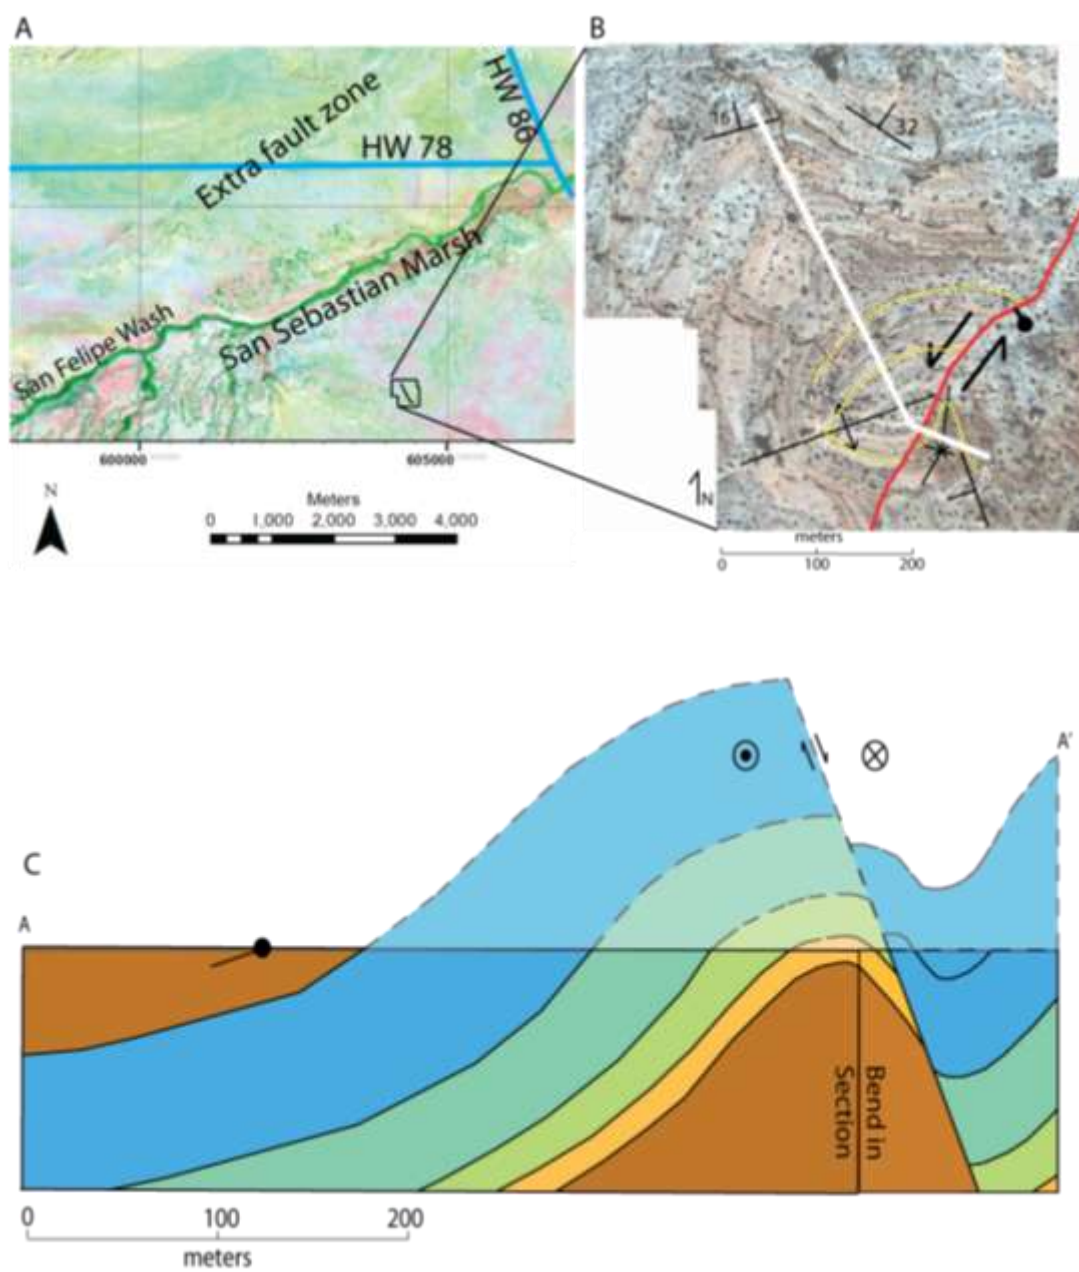 A
HW 86
Extra fault zone
HW 78
San Sebastian Marsh
San Felipe Wash
600000
605000
N
Meters
0 1,000 2,000 3,000 4,000
B
16
32
N
meters
0 100 200
C
A
A'
Bend in
Section
0 100 200
meters